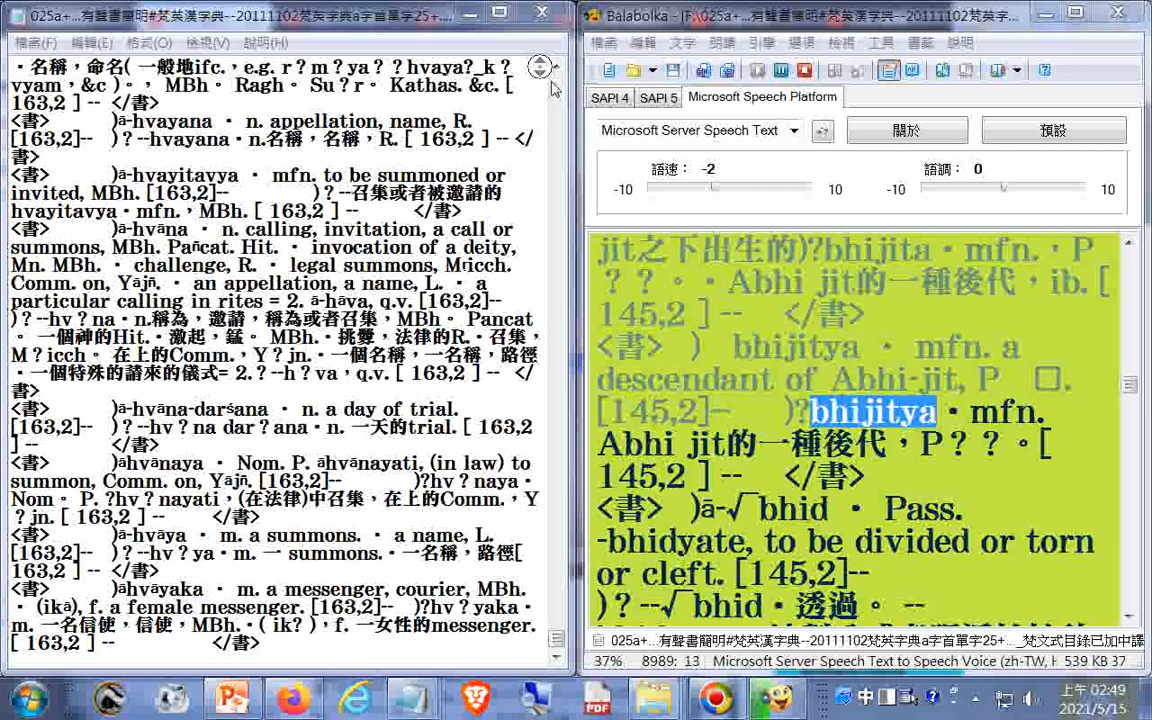 025a+...有聲書簡明#梵英漢字典--20111102梵英字典a字首單字25+...
檔案(F) 編輯(E) 格式(O) 檢視(V) 說明(H)
・名稱，命名( 一般地ifc.，e.g. r？m？ya？？hvaya?_k？
vyam，&c )。， MBh。 Ragh。 Su？r。 Kathas. &c. [
163,2 ] -- </書>
<書> )ā-hvayana ・ n. appellation, name, R.
[163,2]-- )? --hvayana・n.名稱，名稱，R. [ 163,2 ] -- </
書>
<書> )ā-hvayitavya ・ mfn. to be summoned or
invited, MBh. [163,2]-- )? --召集或者被邀請的
hvayitavya・mfn.，MBh. [ 163,2 ] -- </書>
<書> )ā-hvāna ・ n. calling, invitation, a call or
summons, MBh. Pañcat. Hit. ・ invocation of a deity,
Mn. MBh. ・ challenge, R. ・ legal summons, Mṛicch.
Comm. on, Yājñ. ・ an appellation, a name, L. ・ a
particular calling in rites = 2. ā-hāva, q.v. [163,2]--
)? --hv？na・n.稱為，邀請，稱為或者召集，MBh。 Pancat
。 一個神的Hit.・激起，錳。 MBh.・挑釁，法律的R.・召集，
M？icch。 在上的Comm.，Y？jn.・一個名稱，一名稱，路徑
・一個特殊的請來的儀式= 2.？--h？va，q.v. [ 163,2 ] -- </
書>
<書> )ā-hvāna-darśana ・ n. a day of trial.
[163,2]-- )? --hv？na dar？ana・n. 一天的trial. [ 163,2
] -- </書>
<書> )āhvānaya ・ Nom. P. āhvānayati, (in law) to
summon, Comm. on, Yājñ. [163,2]-- )?hv？naya・
Nom。 P. ?hv？nayati，(在法律)中召集，在上的Comm.，Y
？jn. [ 163,2 ] -- </書>
<書> )ā-hvāya ・ m. a summons. ・ a name, L.
[163,2]-- )? --hv？ya・m. 一 summons.・一名稱，路徑[
163,2 ] -- </書>
<書> )āhvāyaka ・ m. a messenger, courier, MBh.
・ (ikā), f. a female messenger. [163,2]-- )?hv？yaka・
m. 一名信使，信使，MBh.・( ik？)，f. 一女性的messenger.
[ 163,2 ] -- </書>
Balabolka - [F:\025a+...有聲書簡明#梵英漢字典--20111102梵英字...
檔案 編輯 文字 朗讀 引擎 選項 檢視 工具 書籤 說明
SAPI 4 SAPI 5 Microsoft Speech Platform
Microsoft Server Speech Text 關於 預設
語速： -2 語調： 0
-10 10 -10 10
jit之下出生的)?bhijita・mfn.，P
？？。・Abhi jit的一種後代，ib. [
145,2 ] -- </書>
<書> ) bhijitya ・ mfn. a
descendant of Abhi-jit, P □.
[145,2]-- )?bhijitya・mfn.
Abhi jit的一種後代，P？？。[
145,2 ] -- </書>
<書> )ā-√bhid ・ Pass.
-bhidyate, to be divided or torn
or cleft. [145,2]--
)? --√bhid・透過。 --
025a+...有聲書簡明#梵英漢字典--20111102梵英字典a字首單字25+..._梵文式目錄已加中譯
37% 8989: 13 Microsoft Server Speech Text to Speech Voice (zh-TW, H 539 KB 37
PDF
中
上午 02:49
2021/5/15